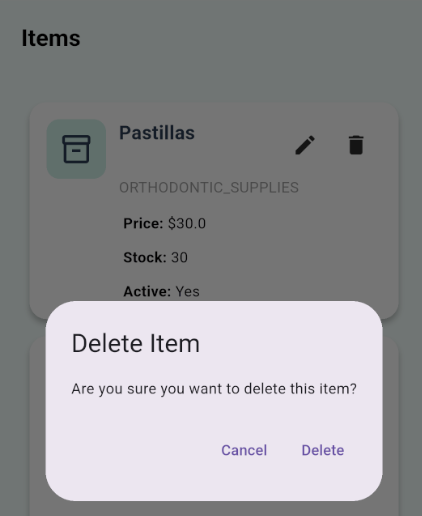 Items
Pastillas
ORTHODONTIC_SUPPLIES
Price: $30.0
Stock: 30
Active: Yes
Delete Item
Are you sure you want to delete this item?
Cancel Delete